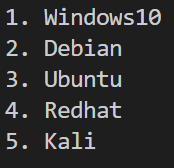 1. Windows10
2. Debian
3. Ubuntu
4. Redhat
5. Kali